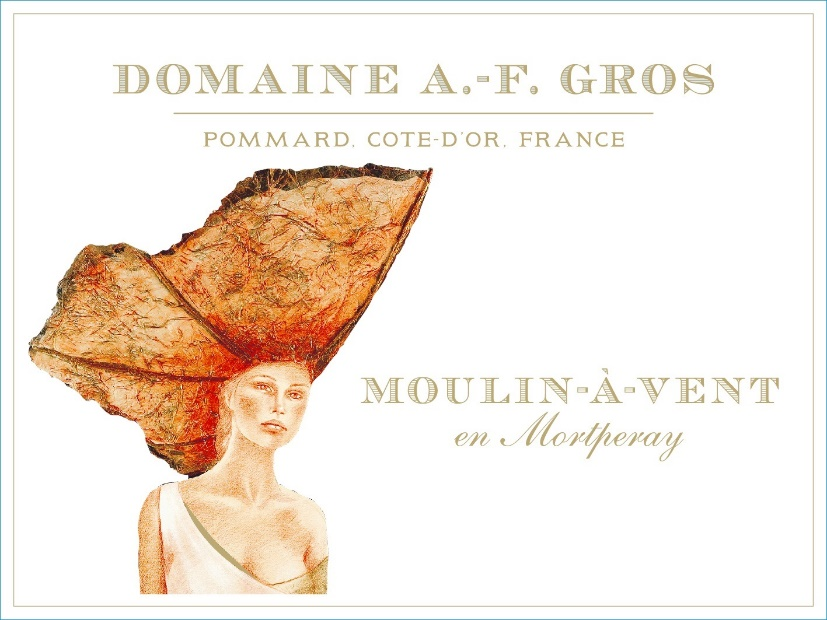 DOMAINE A.-F. GROS
POMMARD, COTE-D'OR, FRANCE
MOULIN-À-VENT
en Mortperay